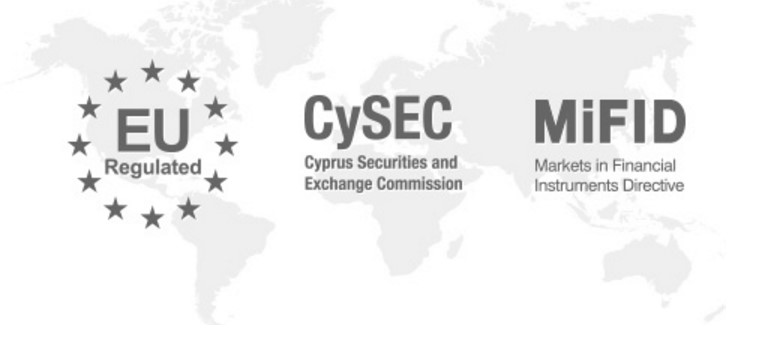 EU
Regulated
CySEC
Cyprus Securities and
Exchange Commission
MiFID
Markets in Financial
Instruments Directive